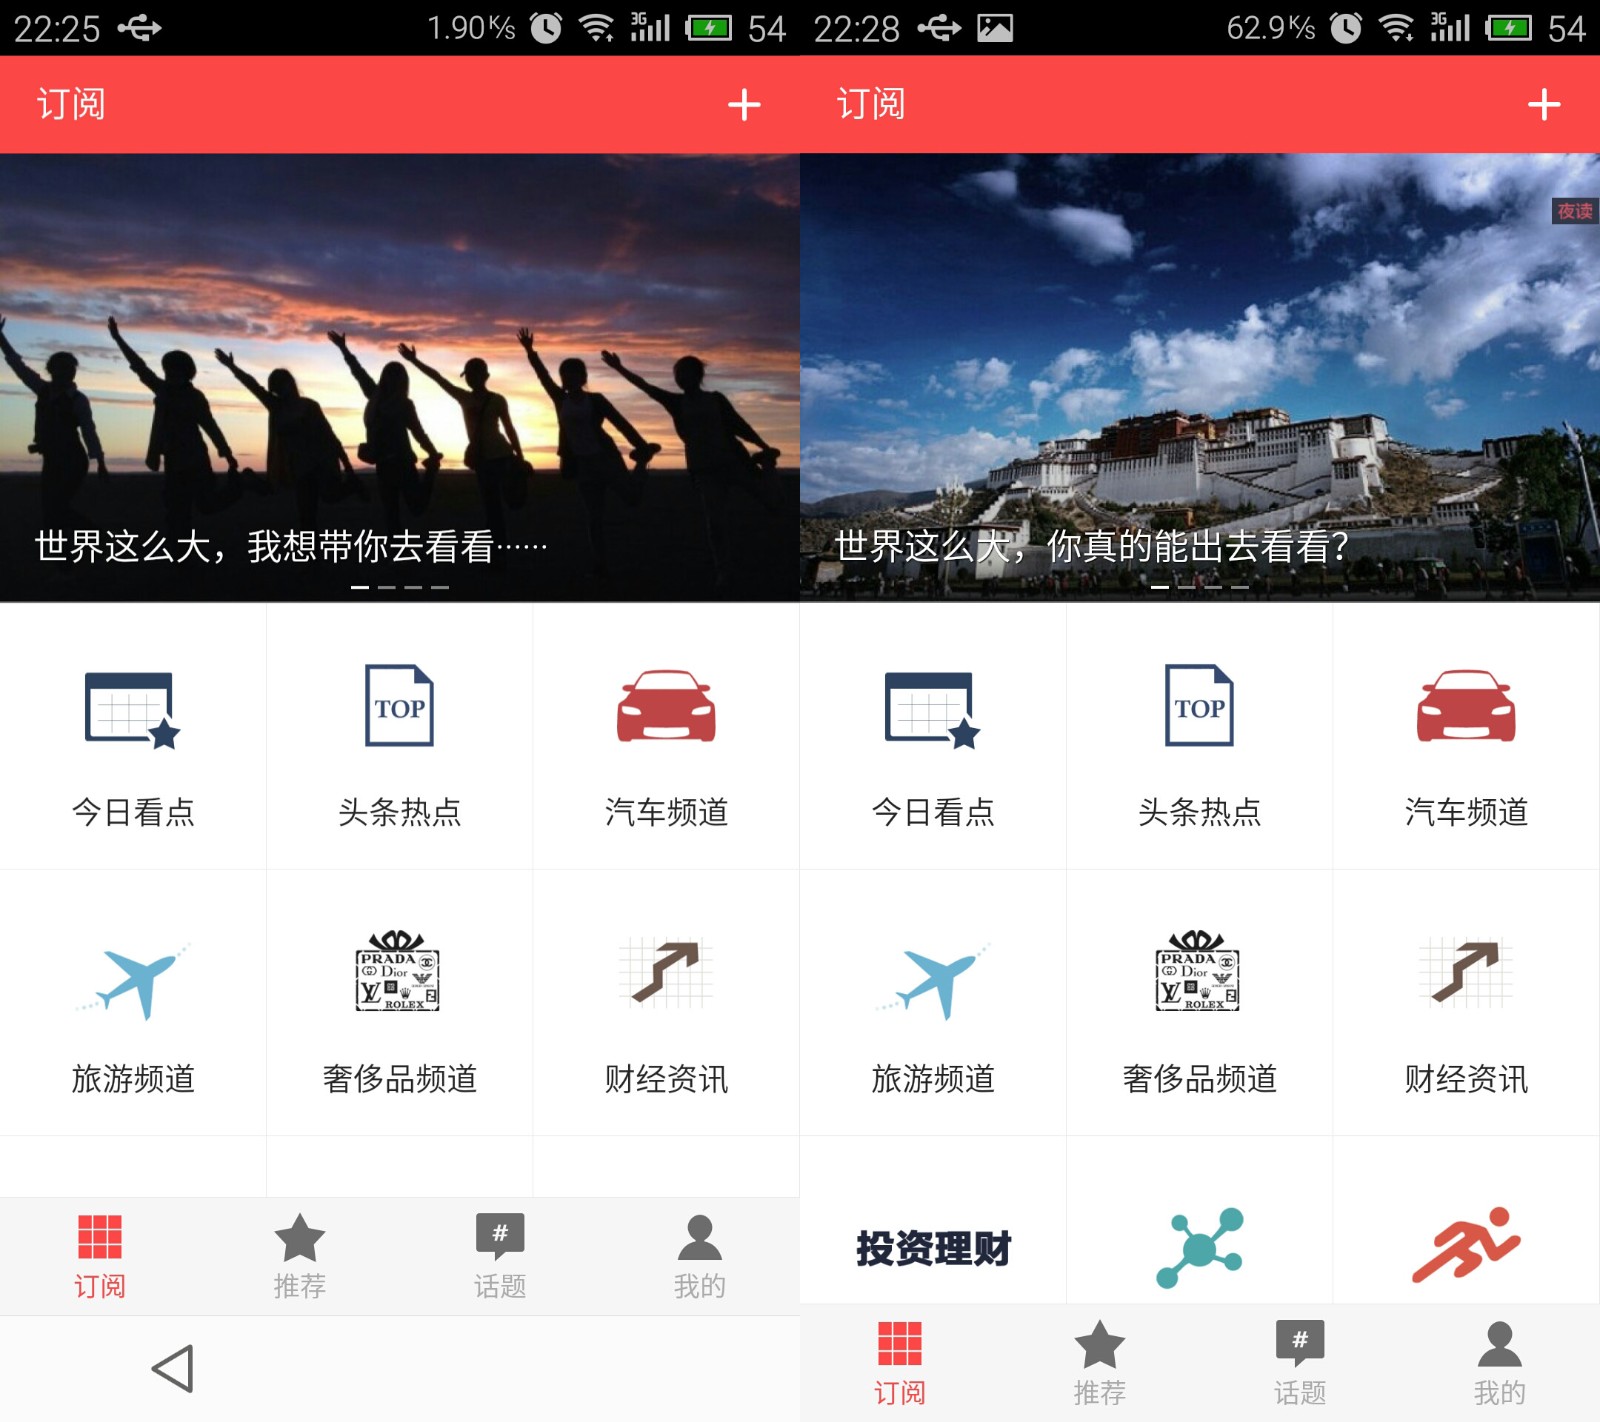 22:25
1.90 K/s
3G
54
订阅
世界这么大，我想带你去看看……
今日看点
TOP
头条热点
汽车频道
旅游频道
PRADA
Dior
LV
ROLEX
奢侈品频道
财经资讯
订阅
推荐
#
话题
我的
22:28
62.9 K/s
3G
54
订阅
夜读
世界这么大，你真的能出去看看？
今日看点
TOP
头条热点
汽车频道
旅游频道
PRADA
Dior
LV
ROLEX
奢侈品频道
财经资讯
投资理财
订阅
推荐
#
话题
我的